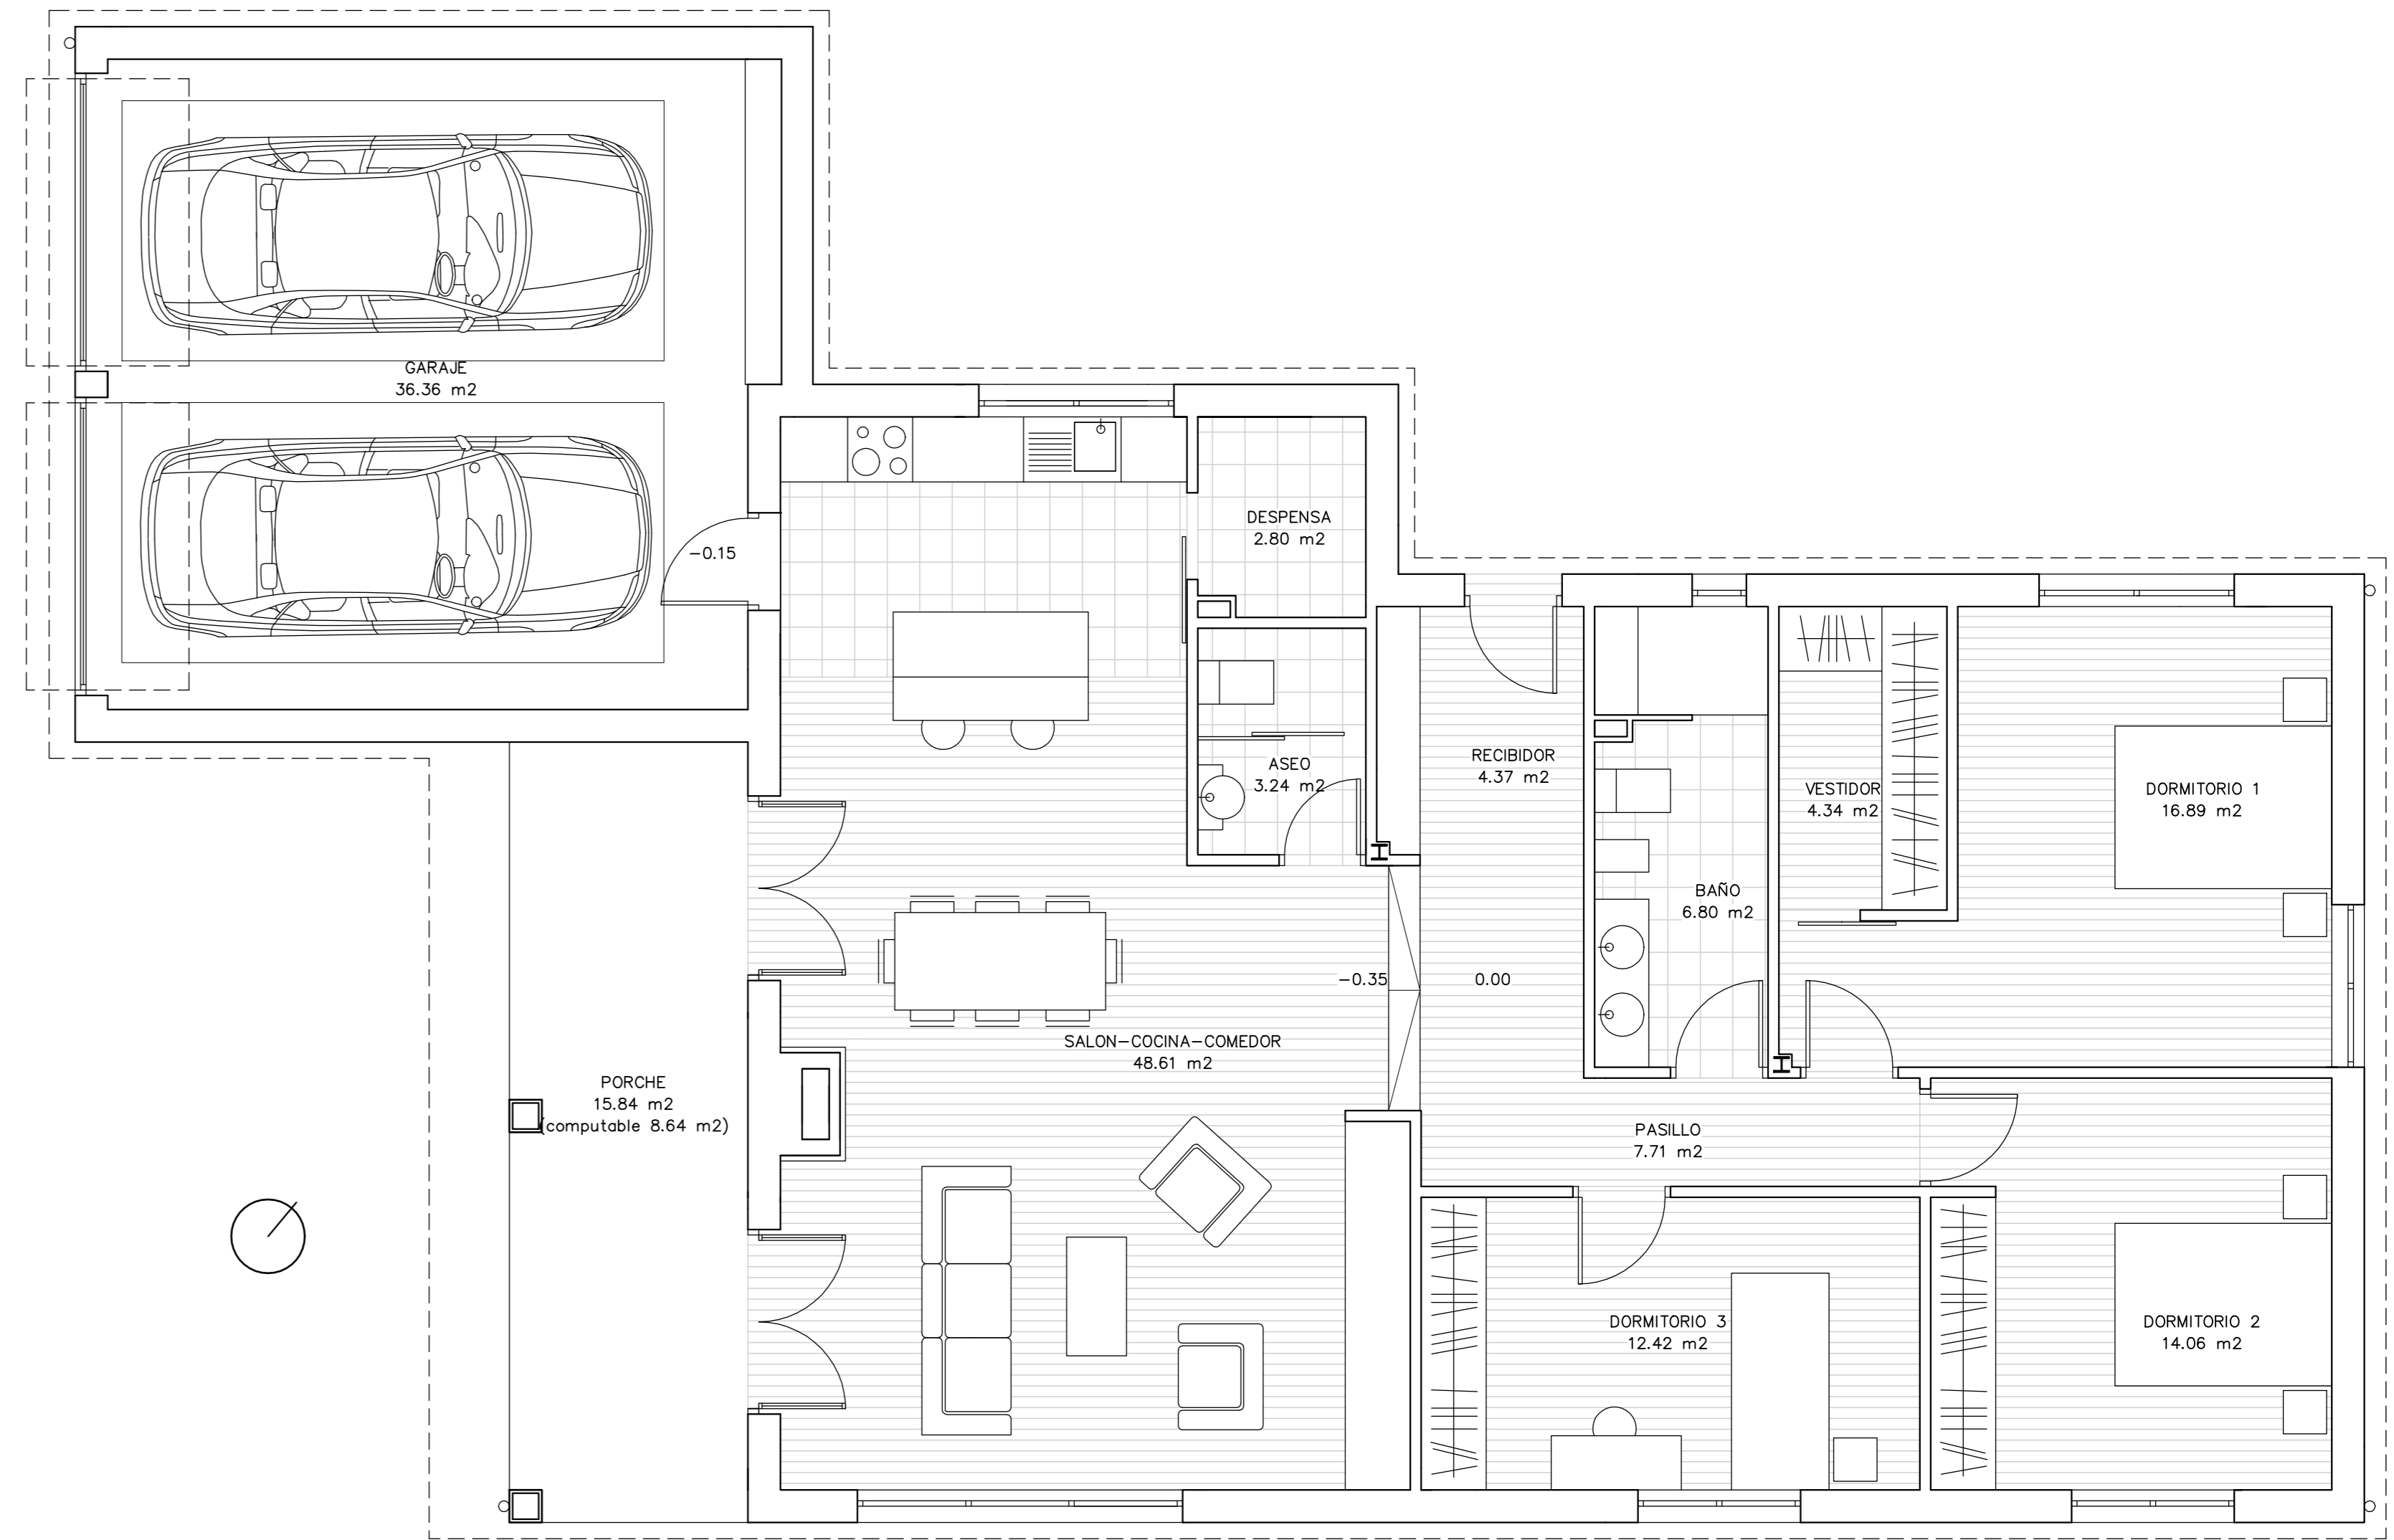 GARAJE
36.36 m2
-0.15
DESPENSA
2.80 m2
ASEO
3.24 m2
RECIBIDOR
4.37 m2
VESTIDOR
4.34 m2
DORMITORIO 1
16.89 m2
BAÑO
6.80 m2
-0.35
0.00
SALON-COCINA-COMEDOR
48.61 m2
PORCHE
15.84 m2
(computable 8.64 m2)
PASILLO
7.71 m2
DORMITORIO 3
12.42 m2
DORMITORIO 2
14.06 m2